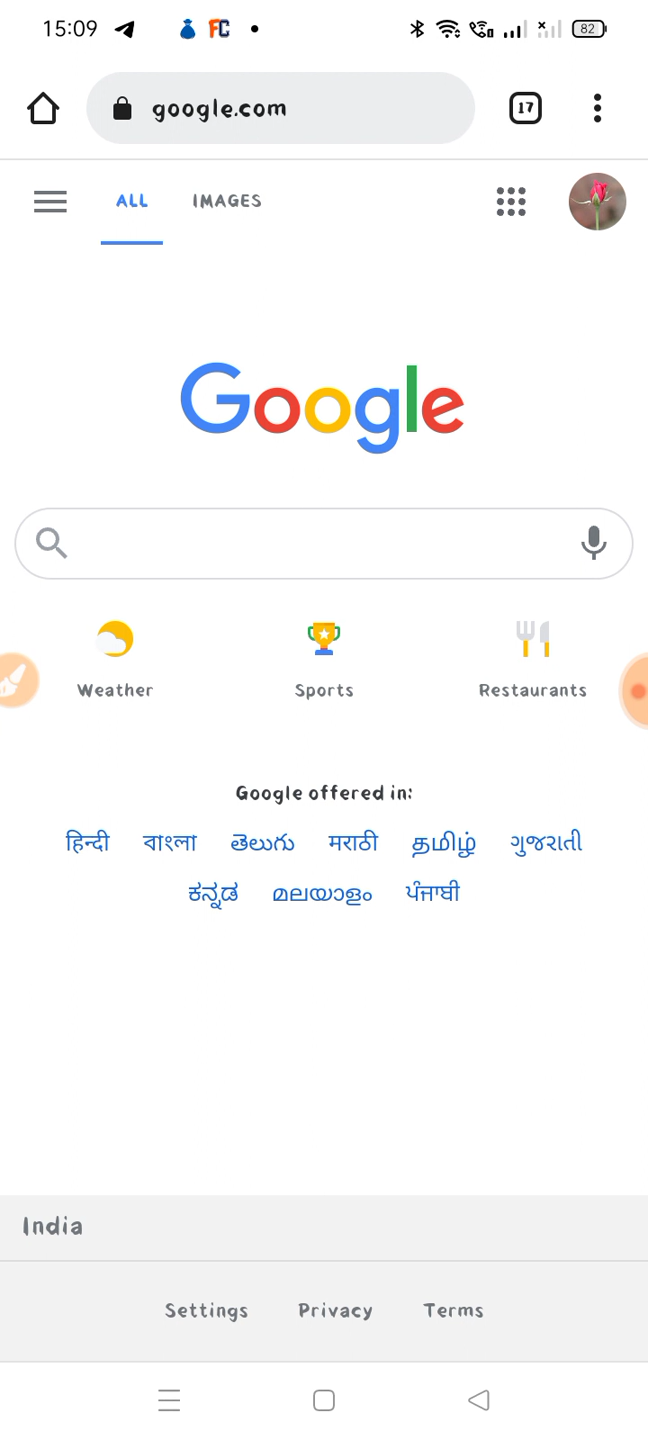 15:09 FC 82
google.com 17
ALL IMAGES
Google
Weather Sports Restaurants
Google offered in:
हिन्दी বাংলা తెలుగు मराठी தமிழ் ગુજરાતી
ಕನ್ನಡ മലയാളം ਪੰਜਾਬੀ
India
Settings Privacy Terms